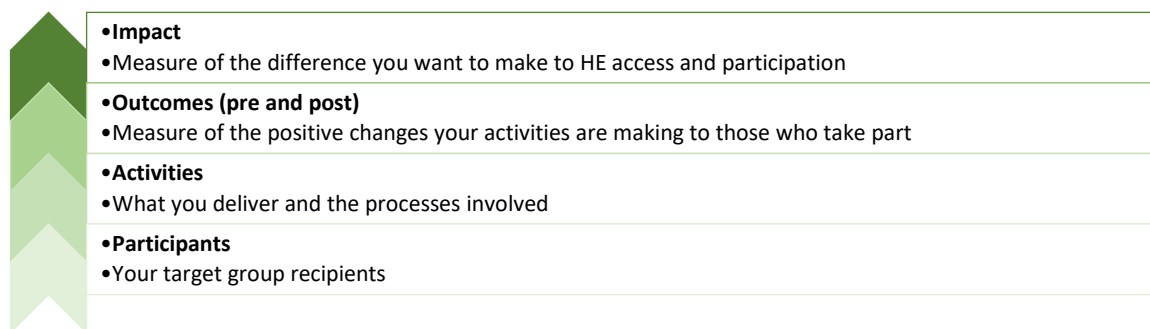 •Impact
•Measure of the difference you want to make to HE access and participation
•Outcomes (pre and post)
•Measure of the positive changes your activities are making to those who take part
•Activities
•What you deliver and the processes involved
•Participants
•Your target group recipients